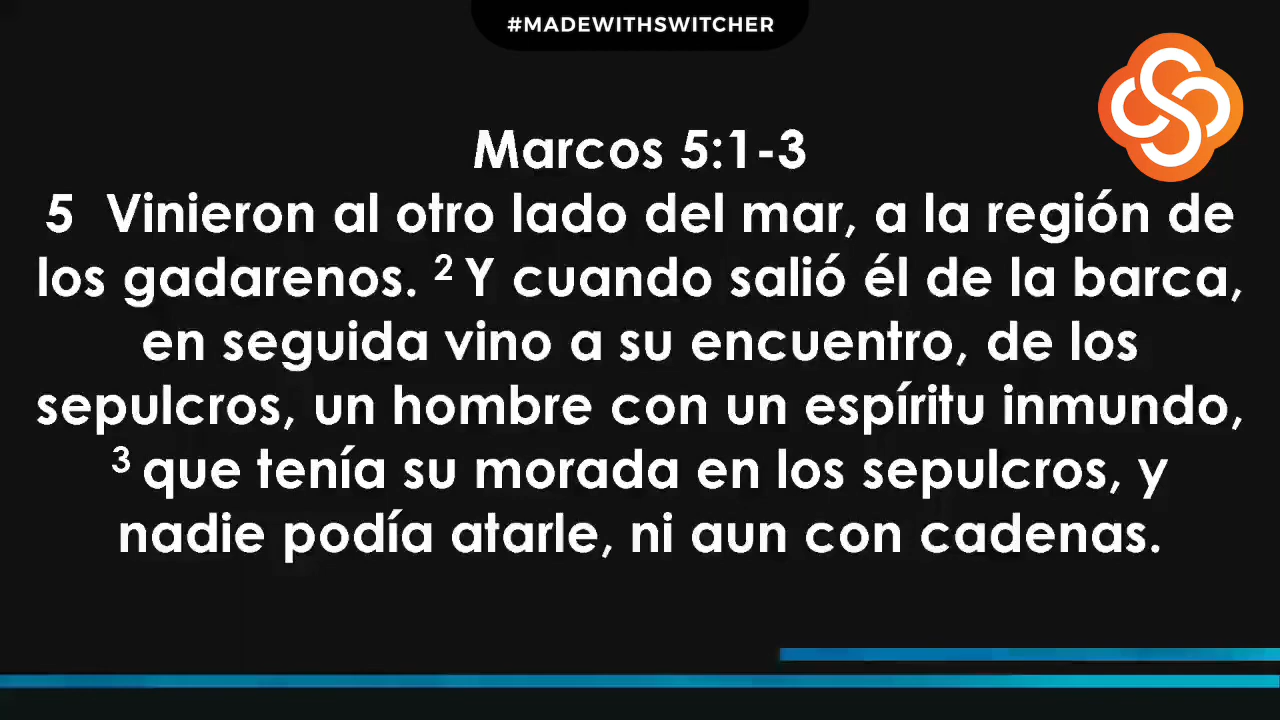 #MADEWITHSWITCHER
Marcos 5:1-3
5 Vinieron al otro lado del mar, a la región de
los gadarenos. ² Y cuando salió él de la barca,
en seguida vino a su encuentro, de los
sepulcros, un hombre con un espíritu inmundo,
³ que tenía su morada en los sepulcros, y
nadie podía atarle, ni aun con cadenas.